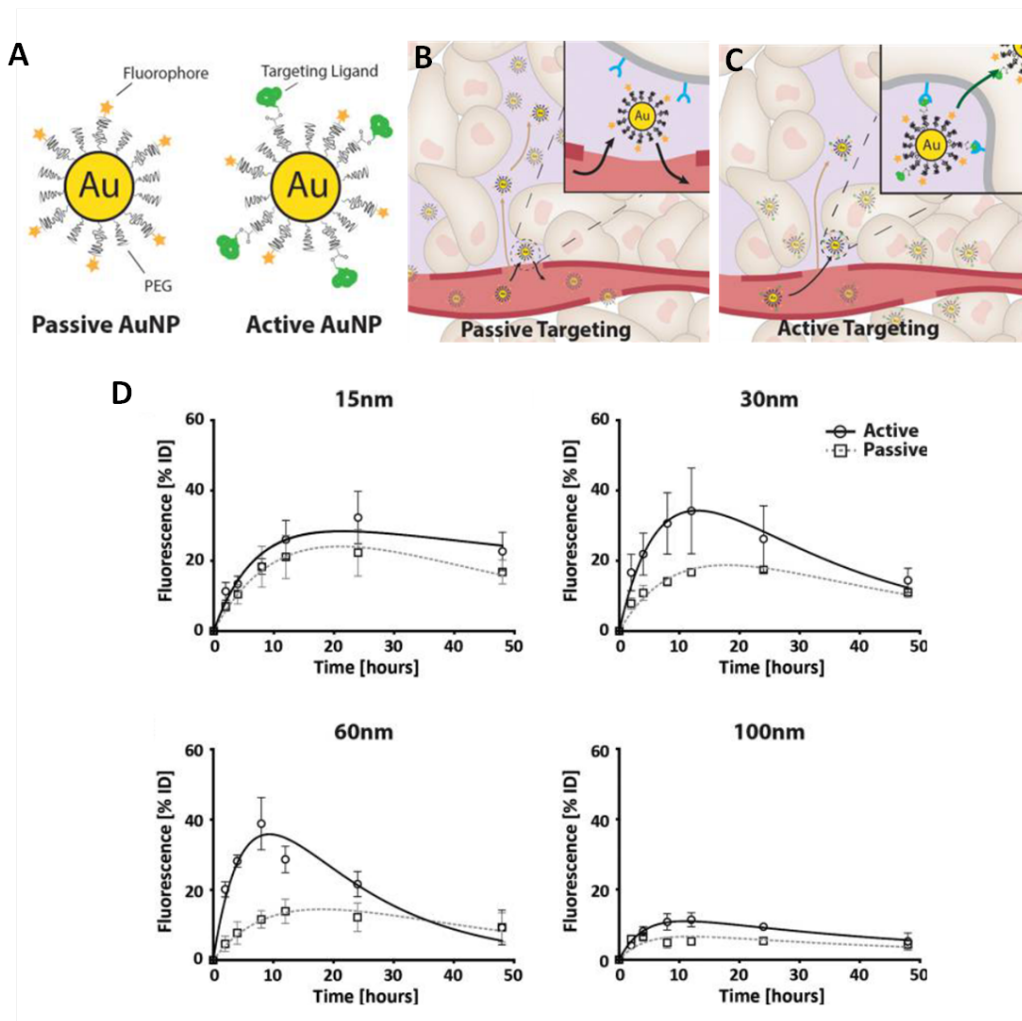 A
Fluorophore
Targeting Ligand
Au
Au
PEG
Passive AuNP
Active AuNP
B
Au
Passive Targeting
C
Au
Active Targeting
D
15nm
Fluorescence [% ID]
60
40
20
0
0 10 20 30 40 50
Time [hours]
30nm
Active
Passive
Fluorescence [% ID]
60
40
20
0
0 10 20 30 40 50
Time [hours]
60nm
Fluorescence [% ID]
60
40
20
0
0 10 20 30 40 50
Time [hours]
100nm
Fluorescence [% ID]
60
40
20
0
0 10 20 30 40 50
Time [hours]